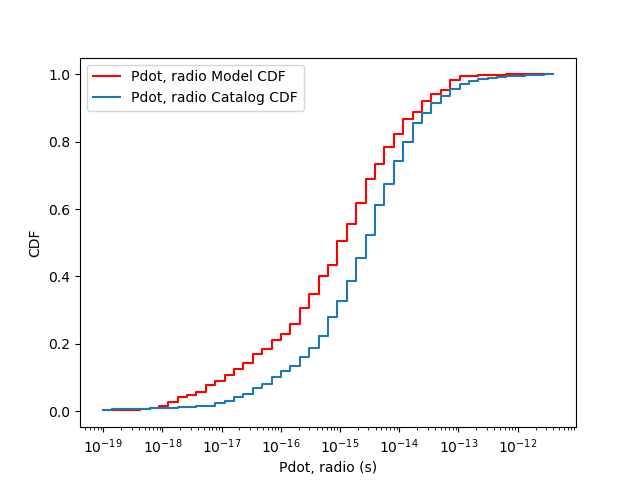 Pdot, radio Model CDF
Pdot, radio Catalog CDF
1.0
0.8
0.6
0.4
0.2
0.0
CDF
10⁻¹⁹ 10⁻¹⁸ 10⁻¹⁷ 10⁻¹⁶ 10⁻¹⁵ 10⁻¹⁴ 10⁻¹³ 10⁻¹²
Pdot, radio (s)